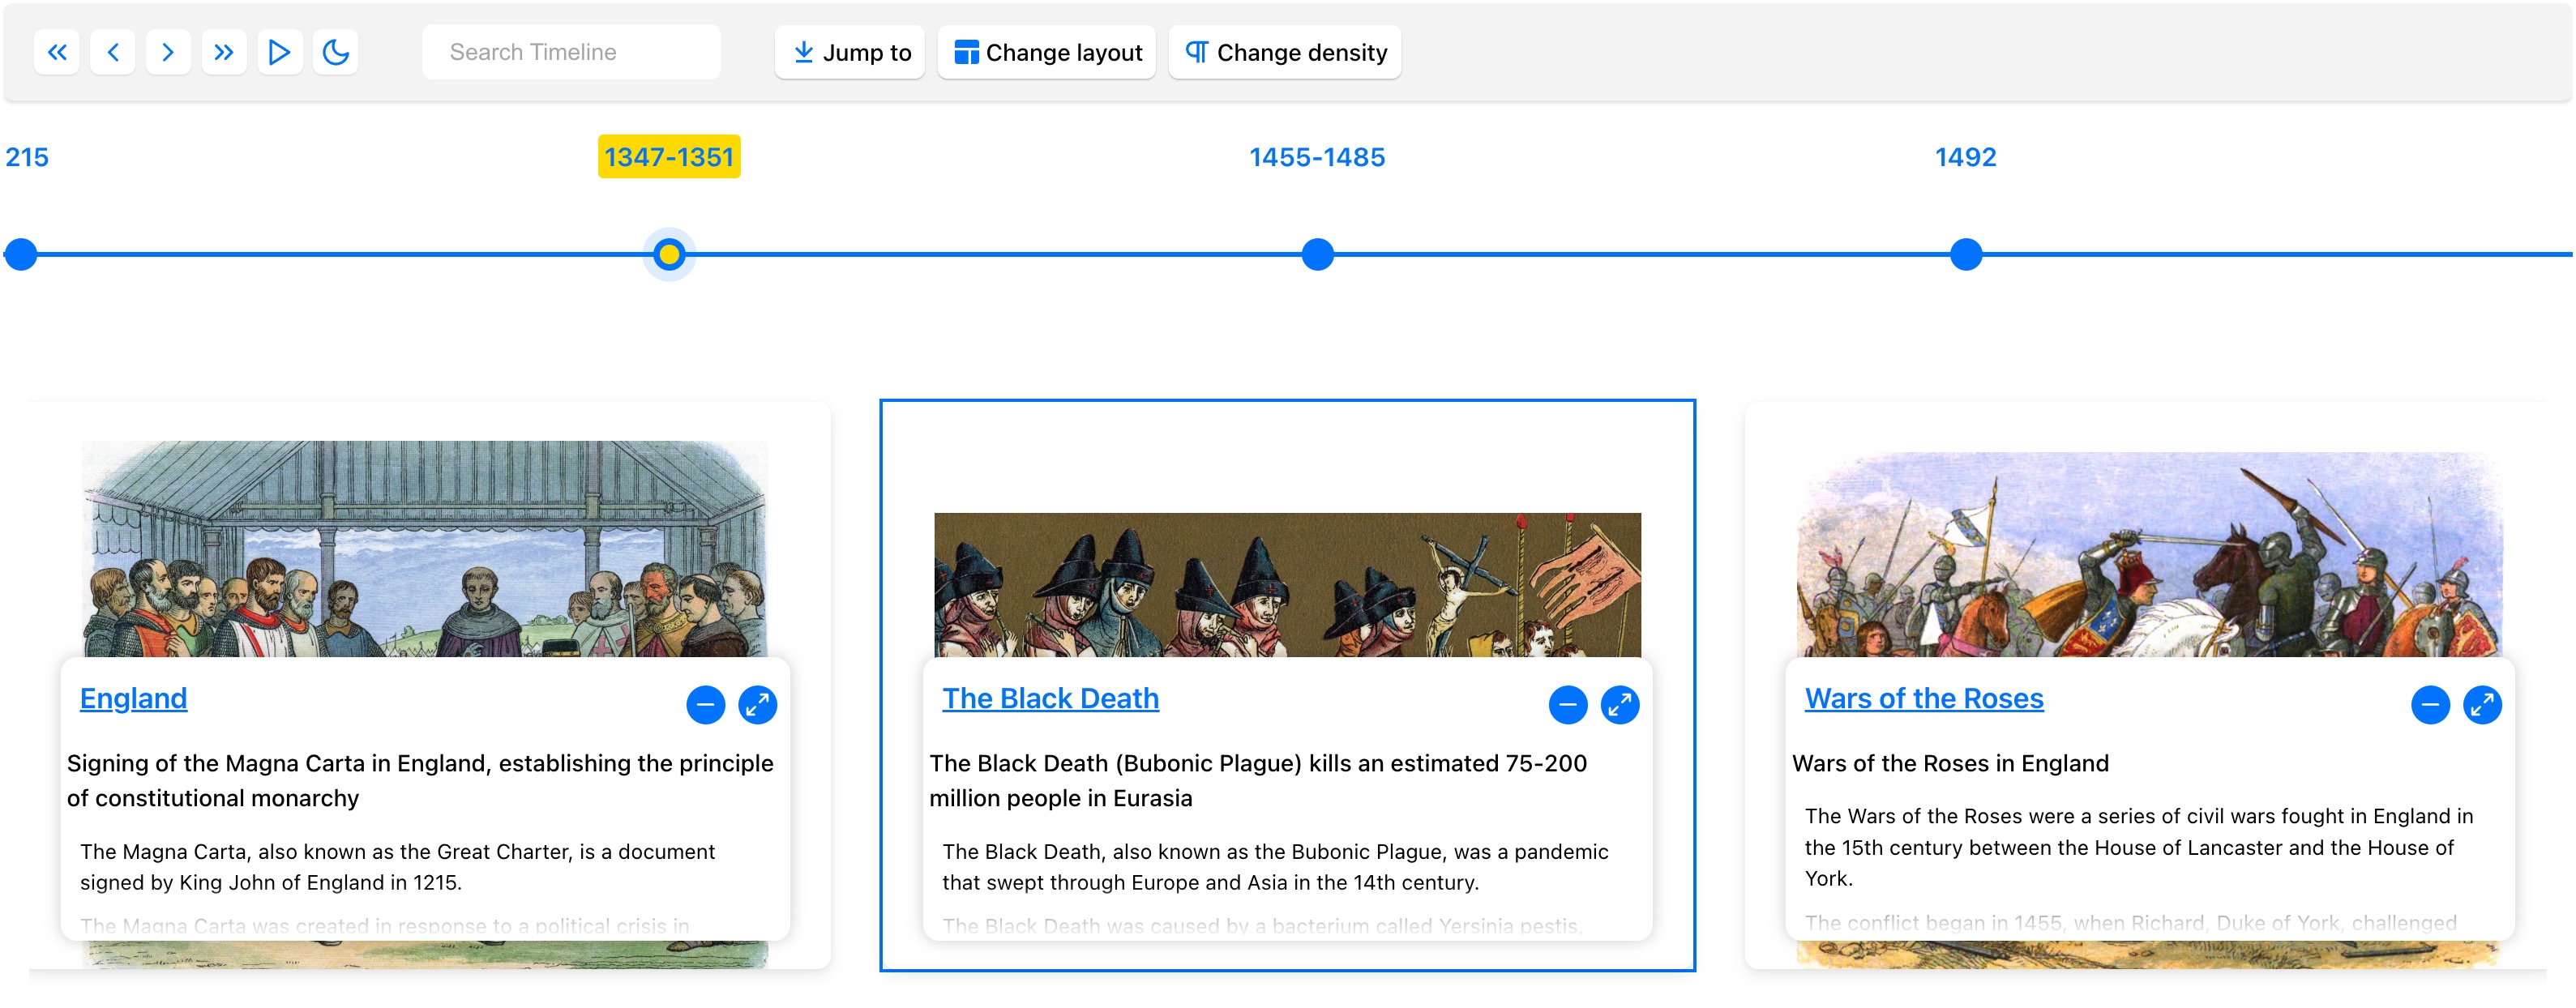 Search Timeline
Jump to
Change layout
Change density
215
1347-1351
1455-1485
1492
England
Signing of the Magna Carta in England, establishing the principle
of constitutional monarchy
The Magna Carta, also known as the Great Charter, is a document
signed by King John of England in 1215.
The Magna Carta was created in response to a political crisis in
The Black Death
The Black Death (Bubonic Plague) kills an estimated 75-200
million people in Eurasia
The Black Death, also known as the Bubonic Plague, was a pandemic
that swept through Europe and Asia in the 14th century.
The Black Death was caused by a bacterium called Yersinia pestis,
Wars of the Roses
Wars of the Roses in England
The Wars of the Roses were a series of civil wars fought in England in
the 15th century between the House of Lancaster and the House of
York.
The conflict began in 1455, when Richard, Duke of York, challenged